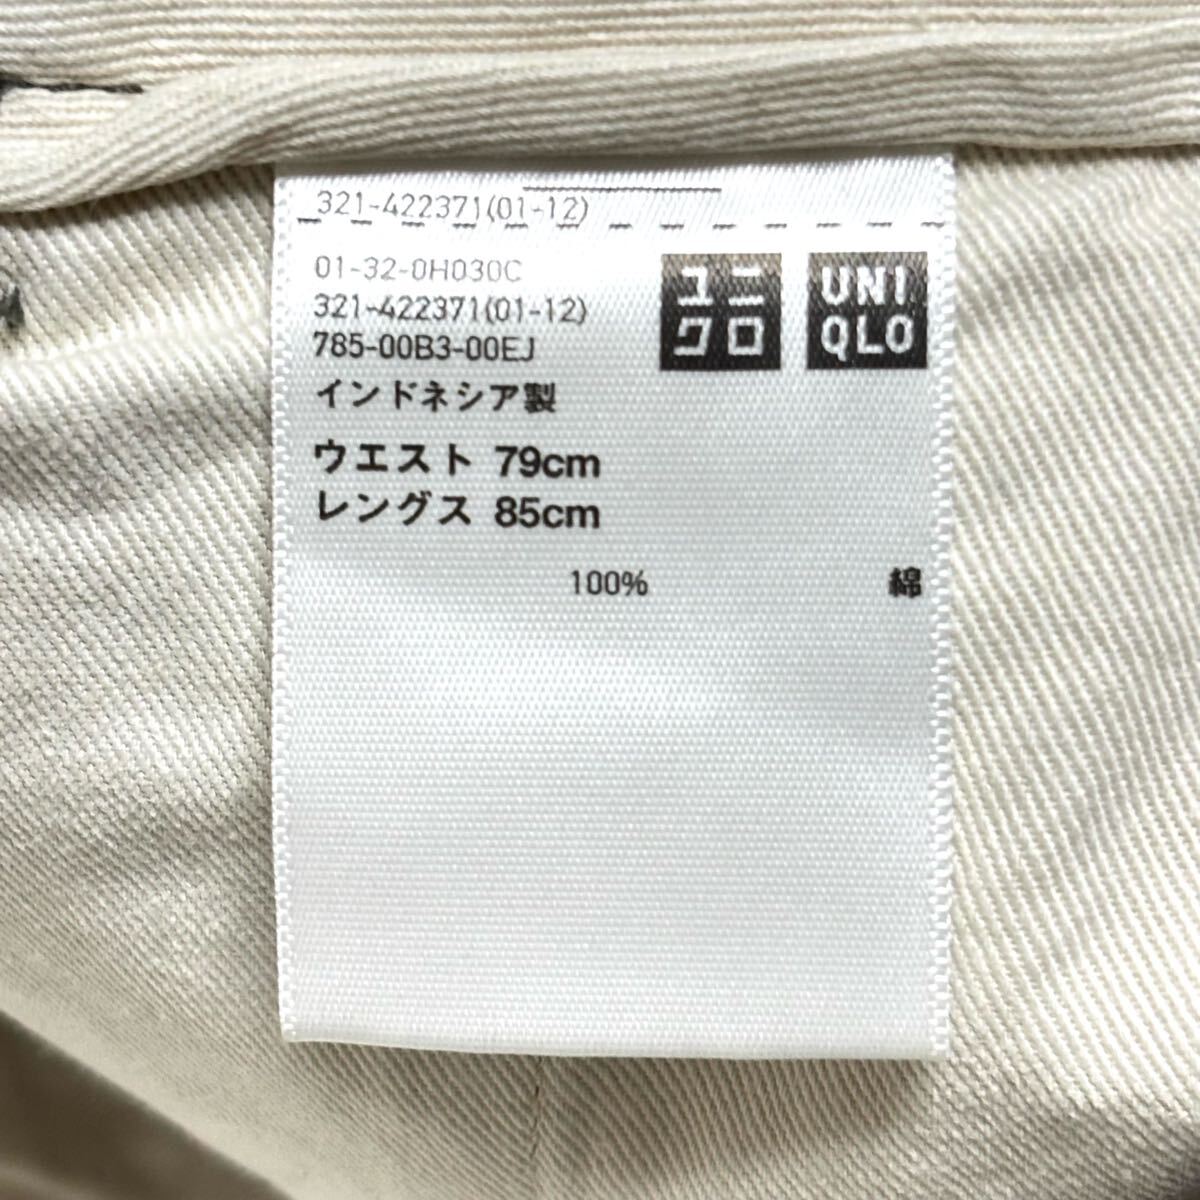 321-422371(01-12)
01-32-0H030C
321-422371(01-12)
785-00B3-00EJ
インドネシア製
ユニ
クロ
UNI
QLO
ウエスト 79cm
レングス 85cm
100% 綿